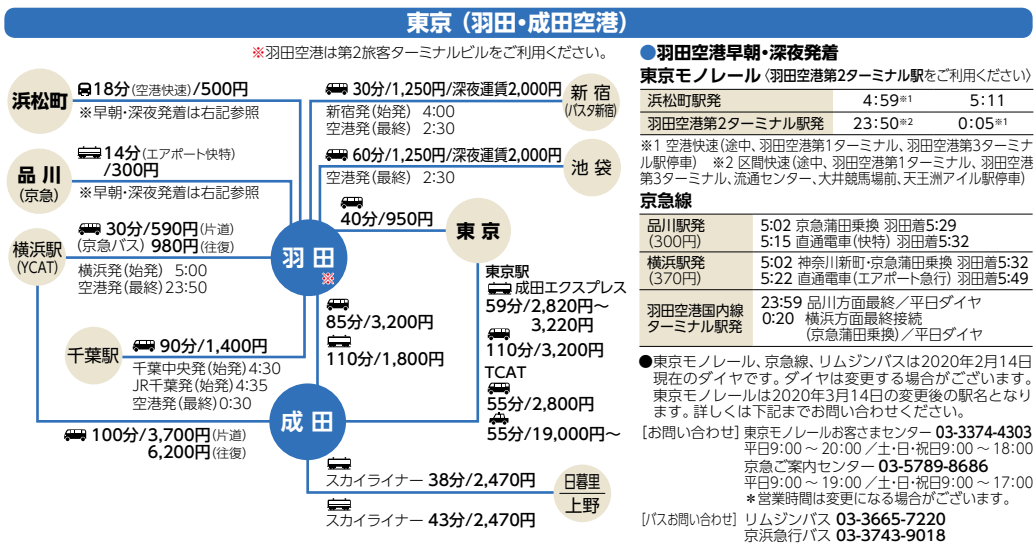 東京（羽田・成田空港）
※羽田空港は第2旅客ターミナルビルをご利用ください。
浜松町
18分(空港快速)/500円
※早朝・深夜発着は右記参照
品川
(京急)
14分(エアポート快特)
/300円
※早朝・深夜発着は右記参照
横浜駅
(YCAT)
30分/590円(片道)
(京急バス) 980円(往復)
横浜発(始発) 5:00
空港発(最終) 23:50
千葉駅
90分/1,400円
千葉中央発(始発) 4:30
JR千葉発(始発) 4:35
空港発(最終) 0:30
100分/3,700円(片道)
6,200円(往復)
羽田
※
成田
30分/1,250円/深夜運賃2,000円
新宿発(始発) 4:00
空港発(最終) 2:30
新宿
(バスタ新宿)
60分/1,250円/深夜運賃2,000円
空港発(最終) 2:30
池袋
40分/950円
東京
85分/3,200円
110分/1,800円
東京駅
成田エクスプレス
59分/2,820円～
3,220円
110分/3,200円
TCAT
55分/2,800円
55分/19,000円～
スカイライナー 38分/2,470円
スカイライナー 43分/2,470円
日暮里
上野
●羽田空港早朝・深夜発着
東京モノレール〈羽田空港第2ターミナル駅をご利用ください〉
浜松町駅発 4:59※1 5:11
羽田空港第2ターミナル駅発 23:50※2 0:05※1
※1 空港快速(途中、羽田空港第1ターミナル、羽田空港第3ターミナ
ル駅停車) ※2 区間快速(途中、羽田空港第1ターミナル、羽田空港
第3ターミナル、流通センター、大井競馬場前、天王洲アイル駅停車)
京急線
品川駅発 5:02 京急蒲田乗換 羽田着5:29
(300円) 5:15 直通電車(快特) 羽田着5:32
横浜駅発 5:02 神奈川新町・京急蒲田乗換 羽田着5:32
(370円) 5:22 直通電車(エアポート急行) 羽田着5:49
羽田空港国内線
ターミナル駅発
23:59 品川方面最終／平日ダイヤ
0:20 横浜方面最終接続
(京急蒲田乗換)／平日ダイヤ
●東京モノレール、京急線、リムジンバスは2020年2月14日
現在のダイヤです。ダイヤは変更する場合がございます。
東京モノレールは2020年3月14日の変更後の駅名となり
ます。詳しくは下記までお問い合わせください。
[お問い合わせ] 東京モノレールお客さまセンター 03-3374-4303
平日9:00～20:00／土・日・祝日9:00～18:00
京急ご案内センター 03-5789-8686
平日9:00～19:00／土・日・祝日9:00～17:00
＊営業時間は変更になる場合がございます。
[バスお問い合わせ] リムジンバス 03-3665-7220
京浜急行バス 03-3743-9018